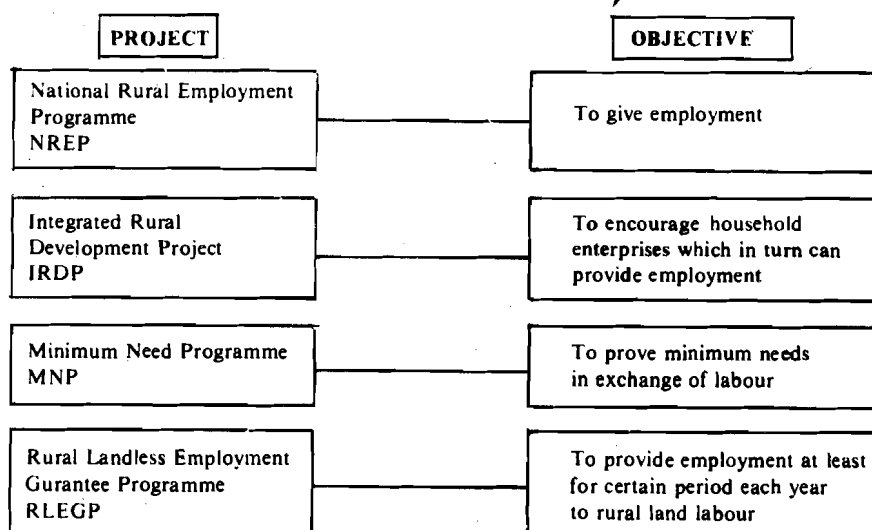 PROJECT
OBJECTIVE
National Rural Employment
Programme
NREP
To give employment
Integrated Rural
Development Project
IRDP
To encourage household
enterprises which in turn can
provide employment
Minimum Need Programme
MNP
To prove minimum needs
in exchange of labour
Rural Landless Employment
Gurantee Programme
RLEGP
To provide employment at least
for certain period each year
to rural land labour